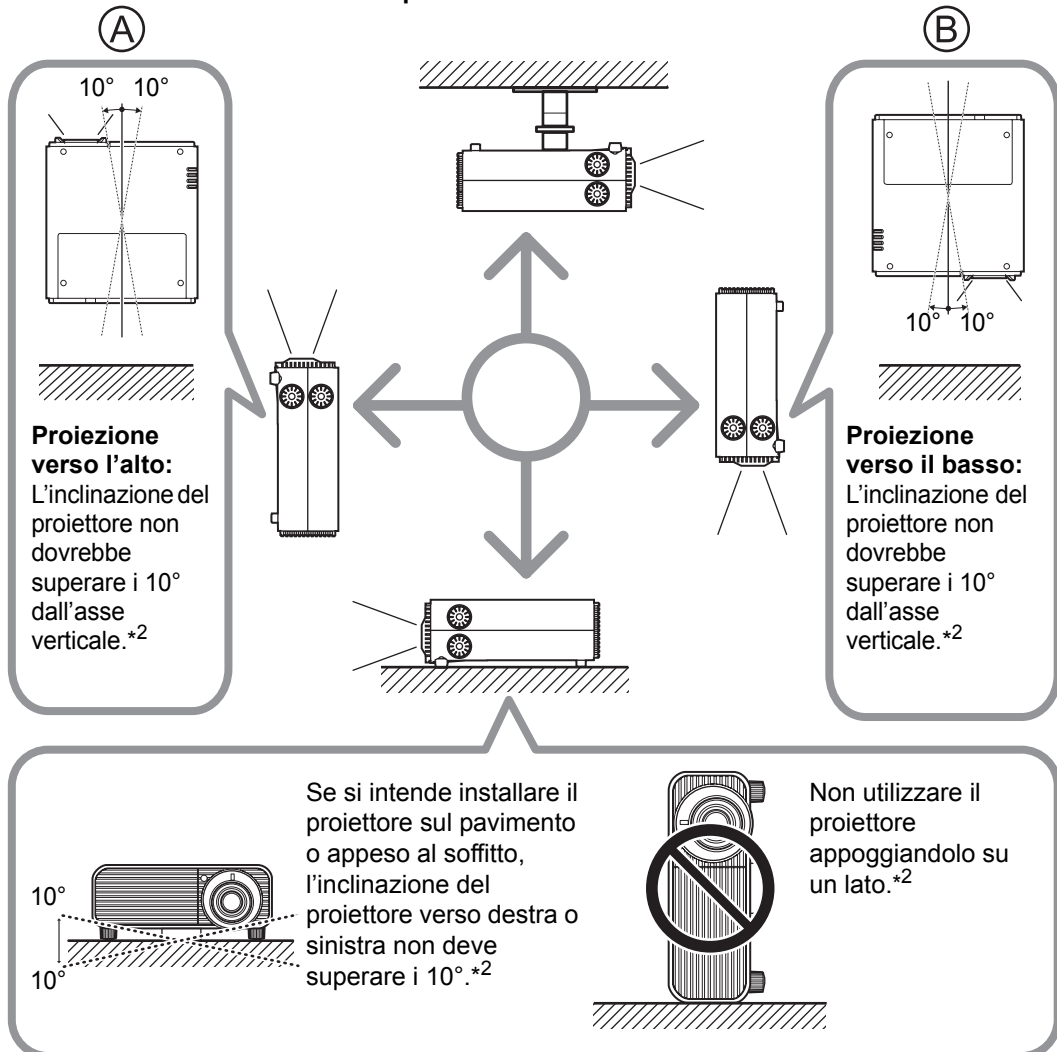 A
B
10° 10°
10° 10°
Proiezione
verso l'alto:
L'inclinazione del
proiettore non
dovrebbe
superare i 10°
dall'asse
verticale.*2
Proiezione
verso il basso:
L'inclinazione del
proiettore non
dovrebbe
superare i 10°
dall'asse
verticale.*2
10°
10°
Se si intende installare il
proiettore sul pavimento
o appeso al soffitto,
l'inclinazione del
proiettore verso destra o
sinistra non deve
superare i 10°.*2
Non utilizzare il
proiettore
appoggiandolo su
un lato.*2